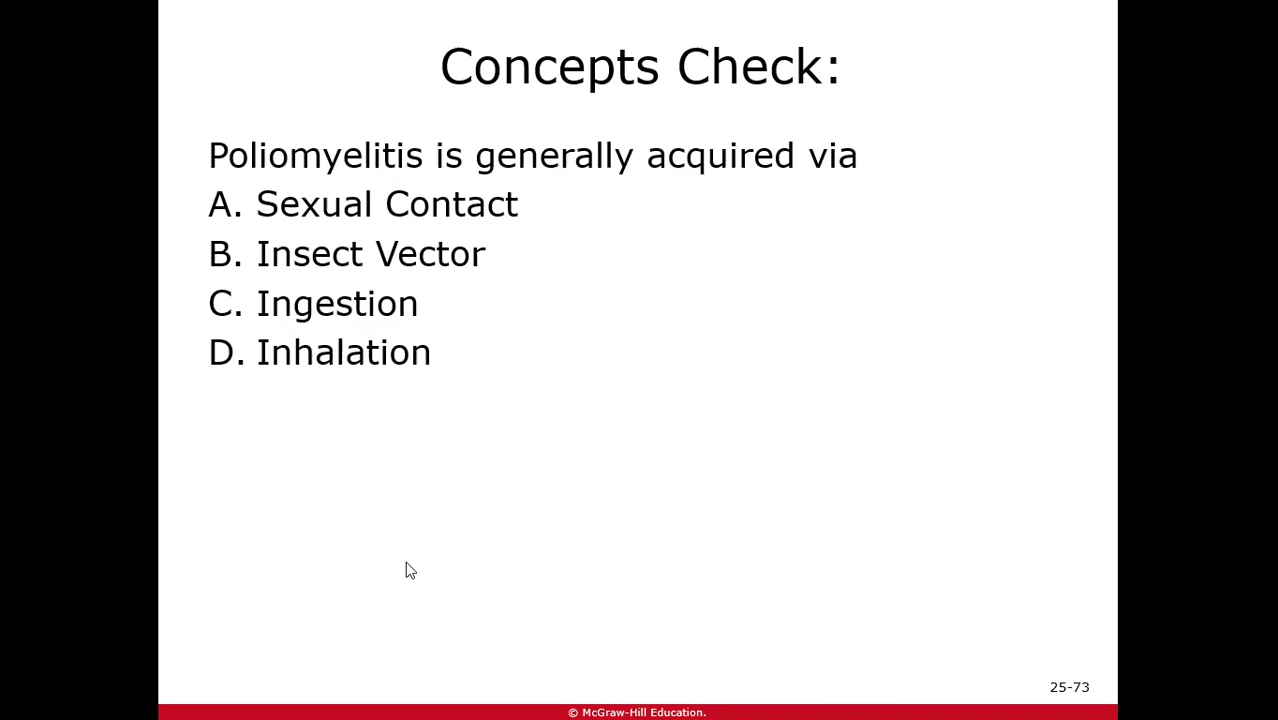 Concepts Check:
Poliomyelitis is generally acquired via
A. Sexual Contact
B. Insect Vector
C. Ingestion
D. Inhalation
25-73
© McGraw-Hill Education.